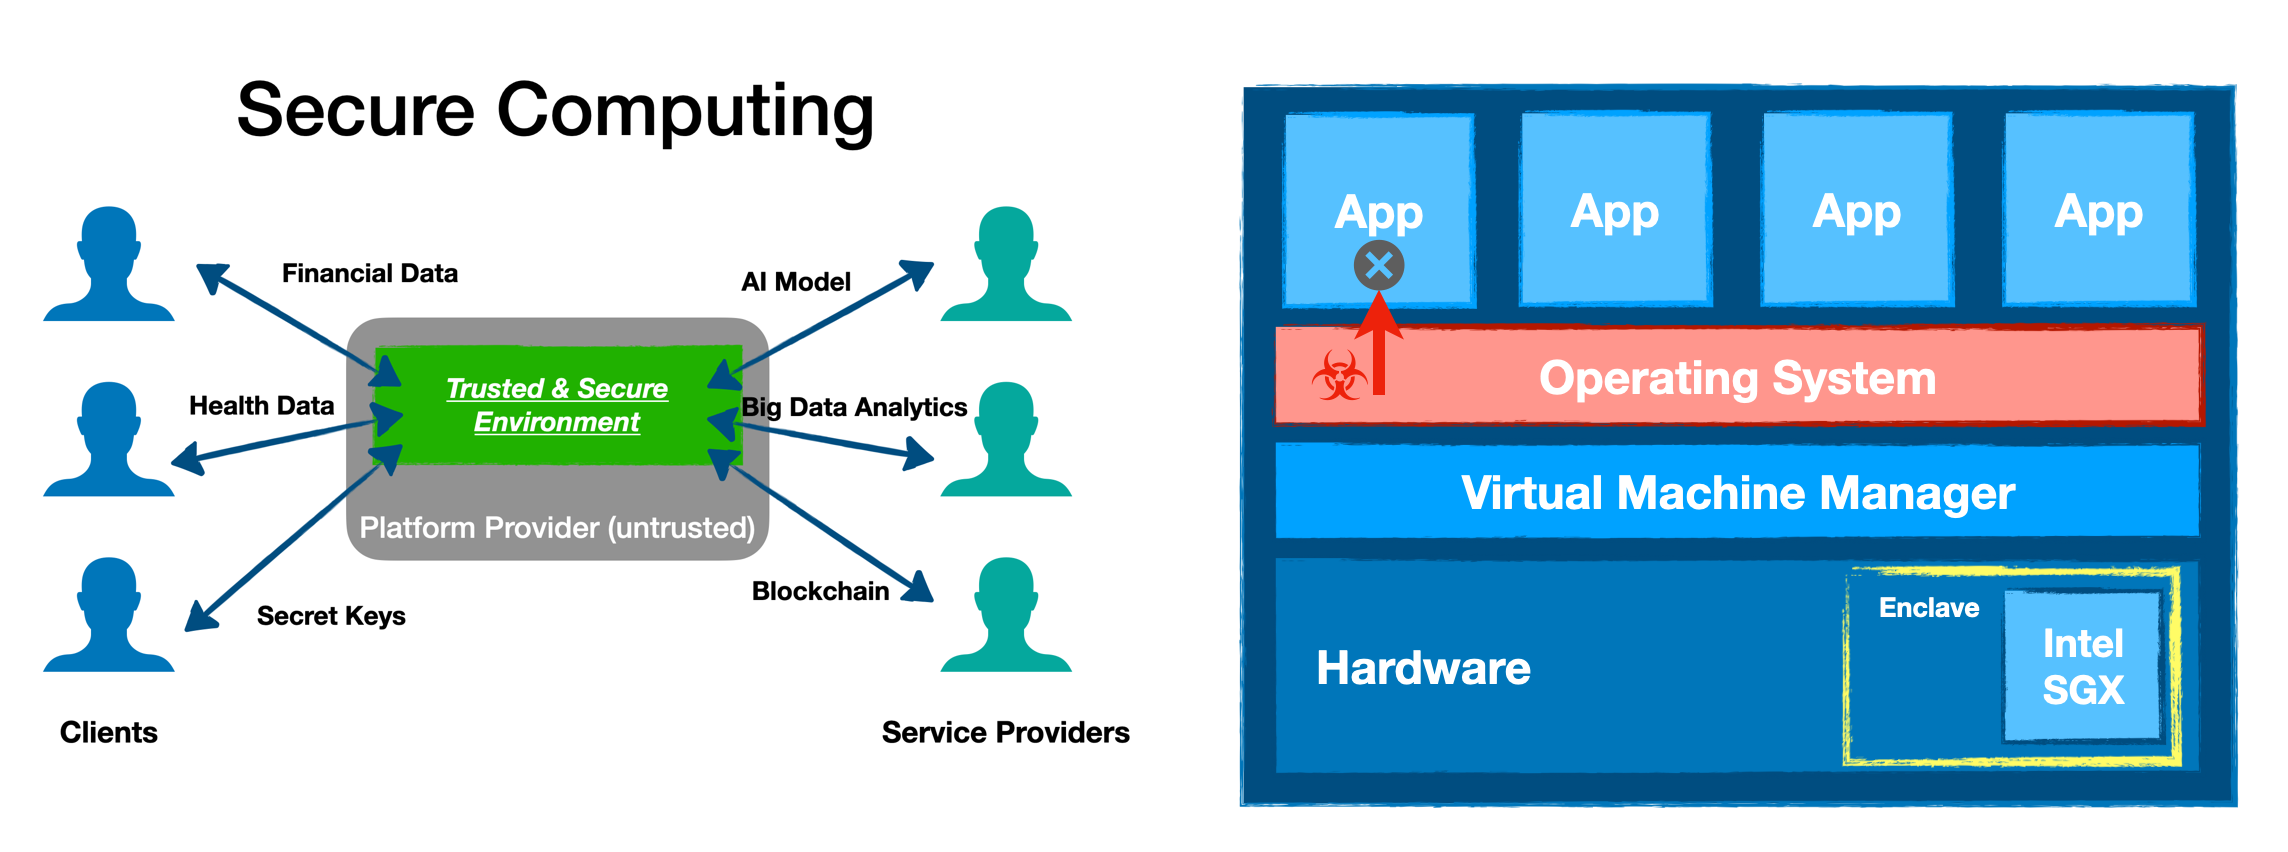 Secure Computing
Financial Data
AI Model
Health Data
Trusted & Secure
Environment
Big Data Analytics
Platform Provider (untrusted)
Blockchain
Secret Keys
Clients
Service Providers
App
App
App
App
Operating System
Virtual Machine Manager
Hardware
Enclave
Intel
SGX